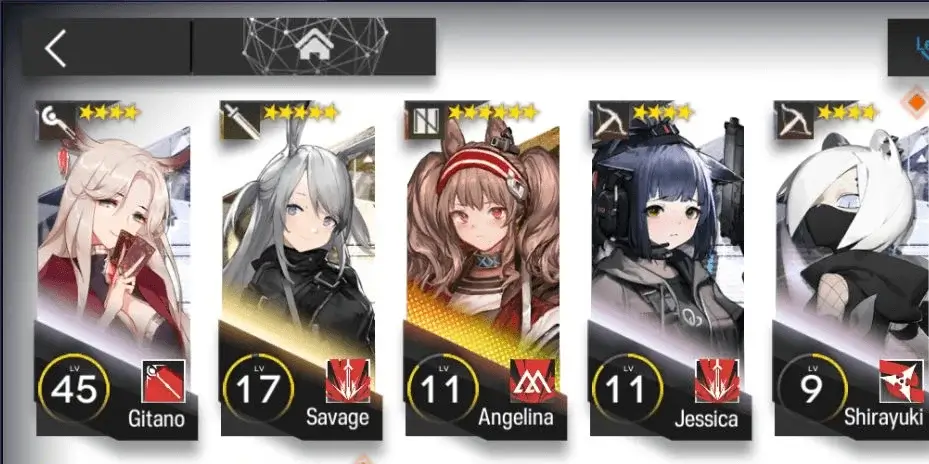 LV
45
Gitano
LV
17
Savage
LV
11
Angelina
LV
11
Jessica
LV
9
Shirayuki